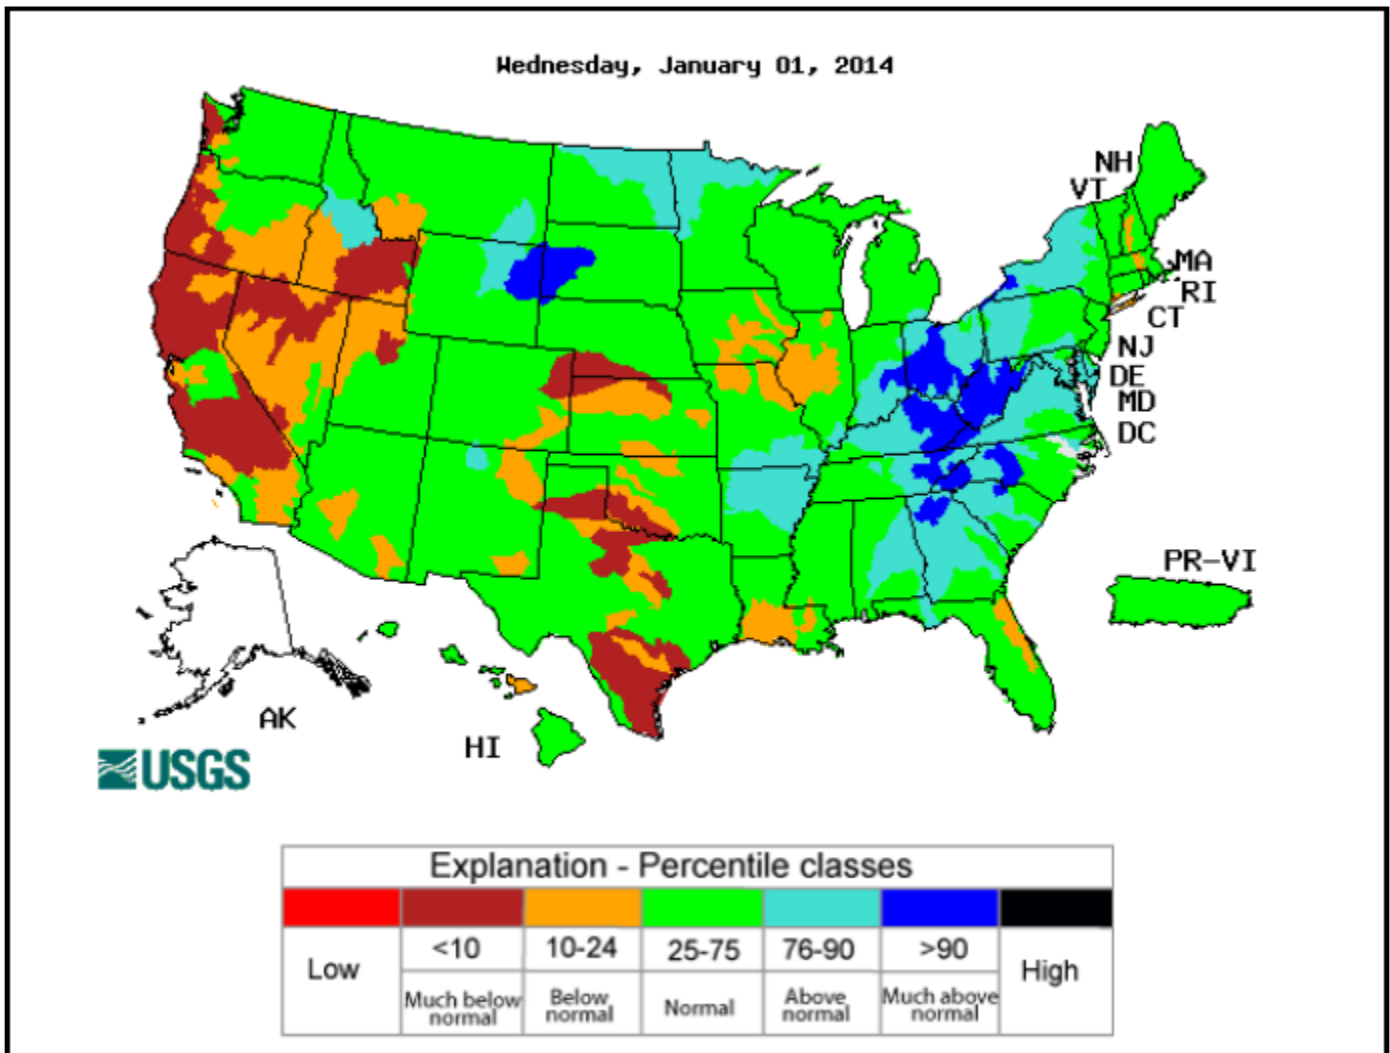 Wednesday, January 01, 2014
NH
VT
MA
RI
CT
NJ
DE
MD
DC
PR-VI
AK
HI
USGS
Explanation - Percentile classes
Low
<10
10-24
25-75
76-90
>90
High
Much below
normal
Below
normal
Normal
Above
normal
Much above
normal